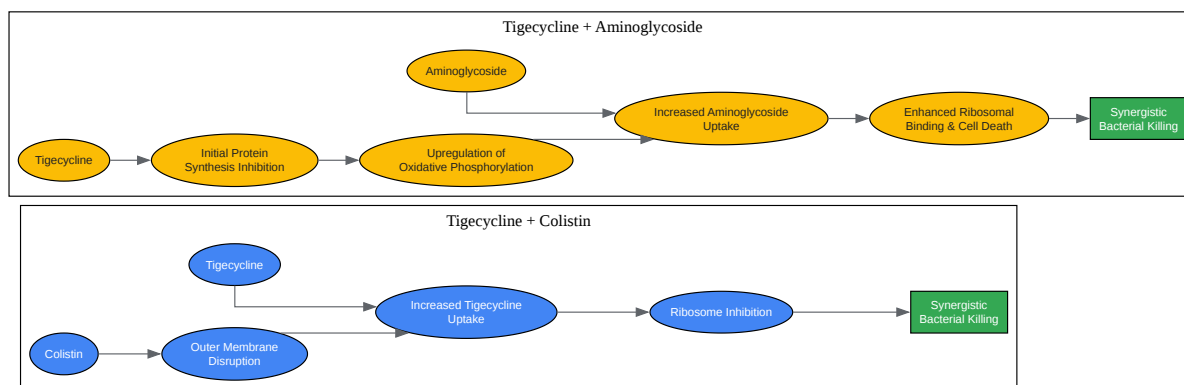 Tigecycline + Aminoglycoside
Aminoglycoside
Tigecycline
Initial Protein
Synthesis Inhibition
Upregulation of
Oxidative Phosphorylation
Increased Aminoglycoside
Uptake
Enhanced Ribosomal
Binding & Cell Death
Synergistic
Bacterial Killing
Tigecycline + Colistin
Tigecycline
Colistin
Outer Membrane
Disruption
Increased Tigecycline
Uptake
Ribosome Inhibition
Synergistic
Bacterial Killing